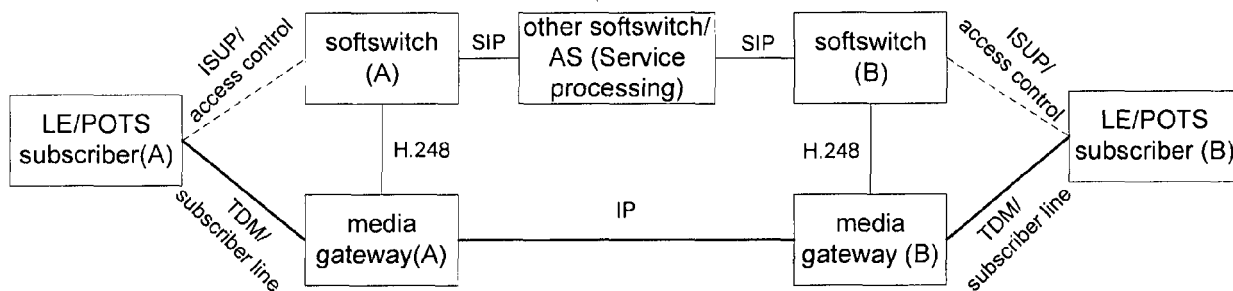 softswitch
(A)
SIP
other softswitch/
AS (Service
processing)
SIP
softswitch
(B)
ISUP/
access control
ISUP/
access control
LE/POTS
subscriber(A)
H.248
H.248
LE/POTS
subscriber (B)
TDM/
subscriber line
media
gateway(A)
IP
media
gateway (B)
TDM/
subscriber line